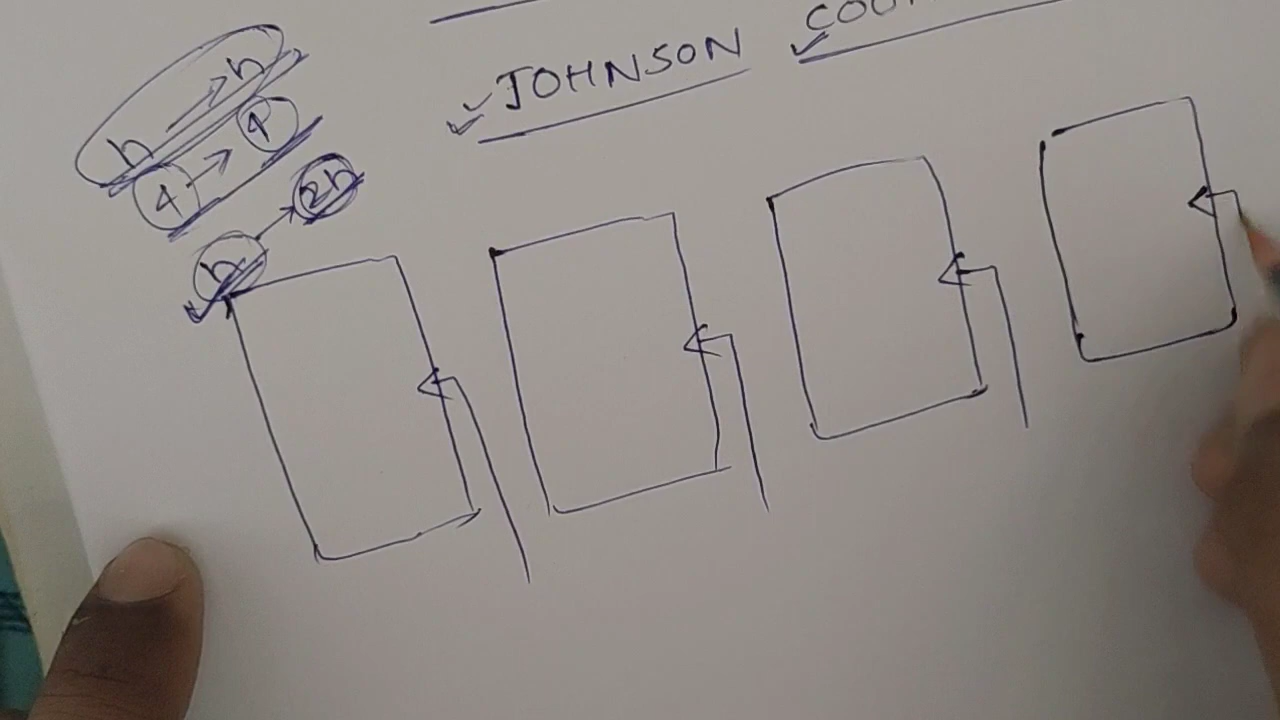 JOHNSON
n → n
4 → 4
n → 2n